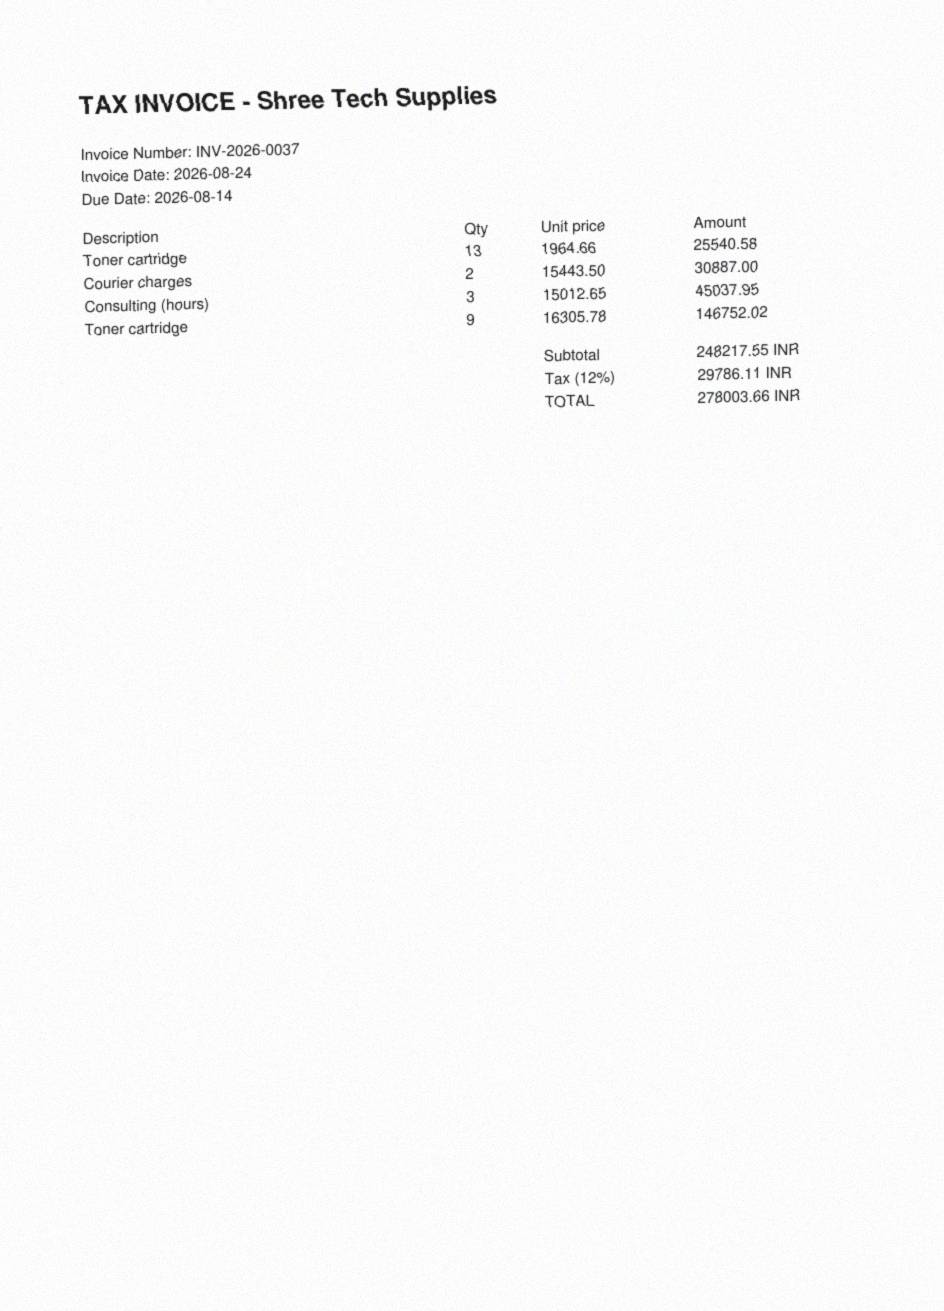 TAX INVOICE - Shree Tech Supplies
Invoice Number: INV-2026-0037
Invoice Date: 2026-08-24
Due Date: 2026-08-14
Description Qty Unit price Amount
Toner cartridge 13 1964.66 25540.58
Courier charges 2 15443.50 30887.00
Consulting (hours) 3 15012.65 45037.95
Toner cartridge 9 16305.78 146752.02
Subtotal 248217.55 INR
Tax (12%) 29786.11 INR
TOTAL 278003.66 INR